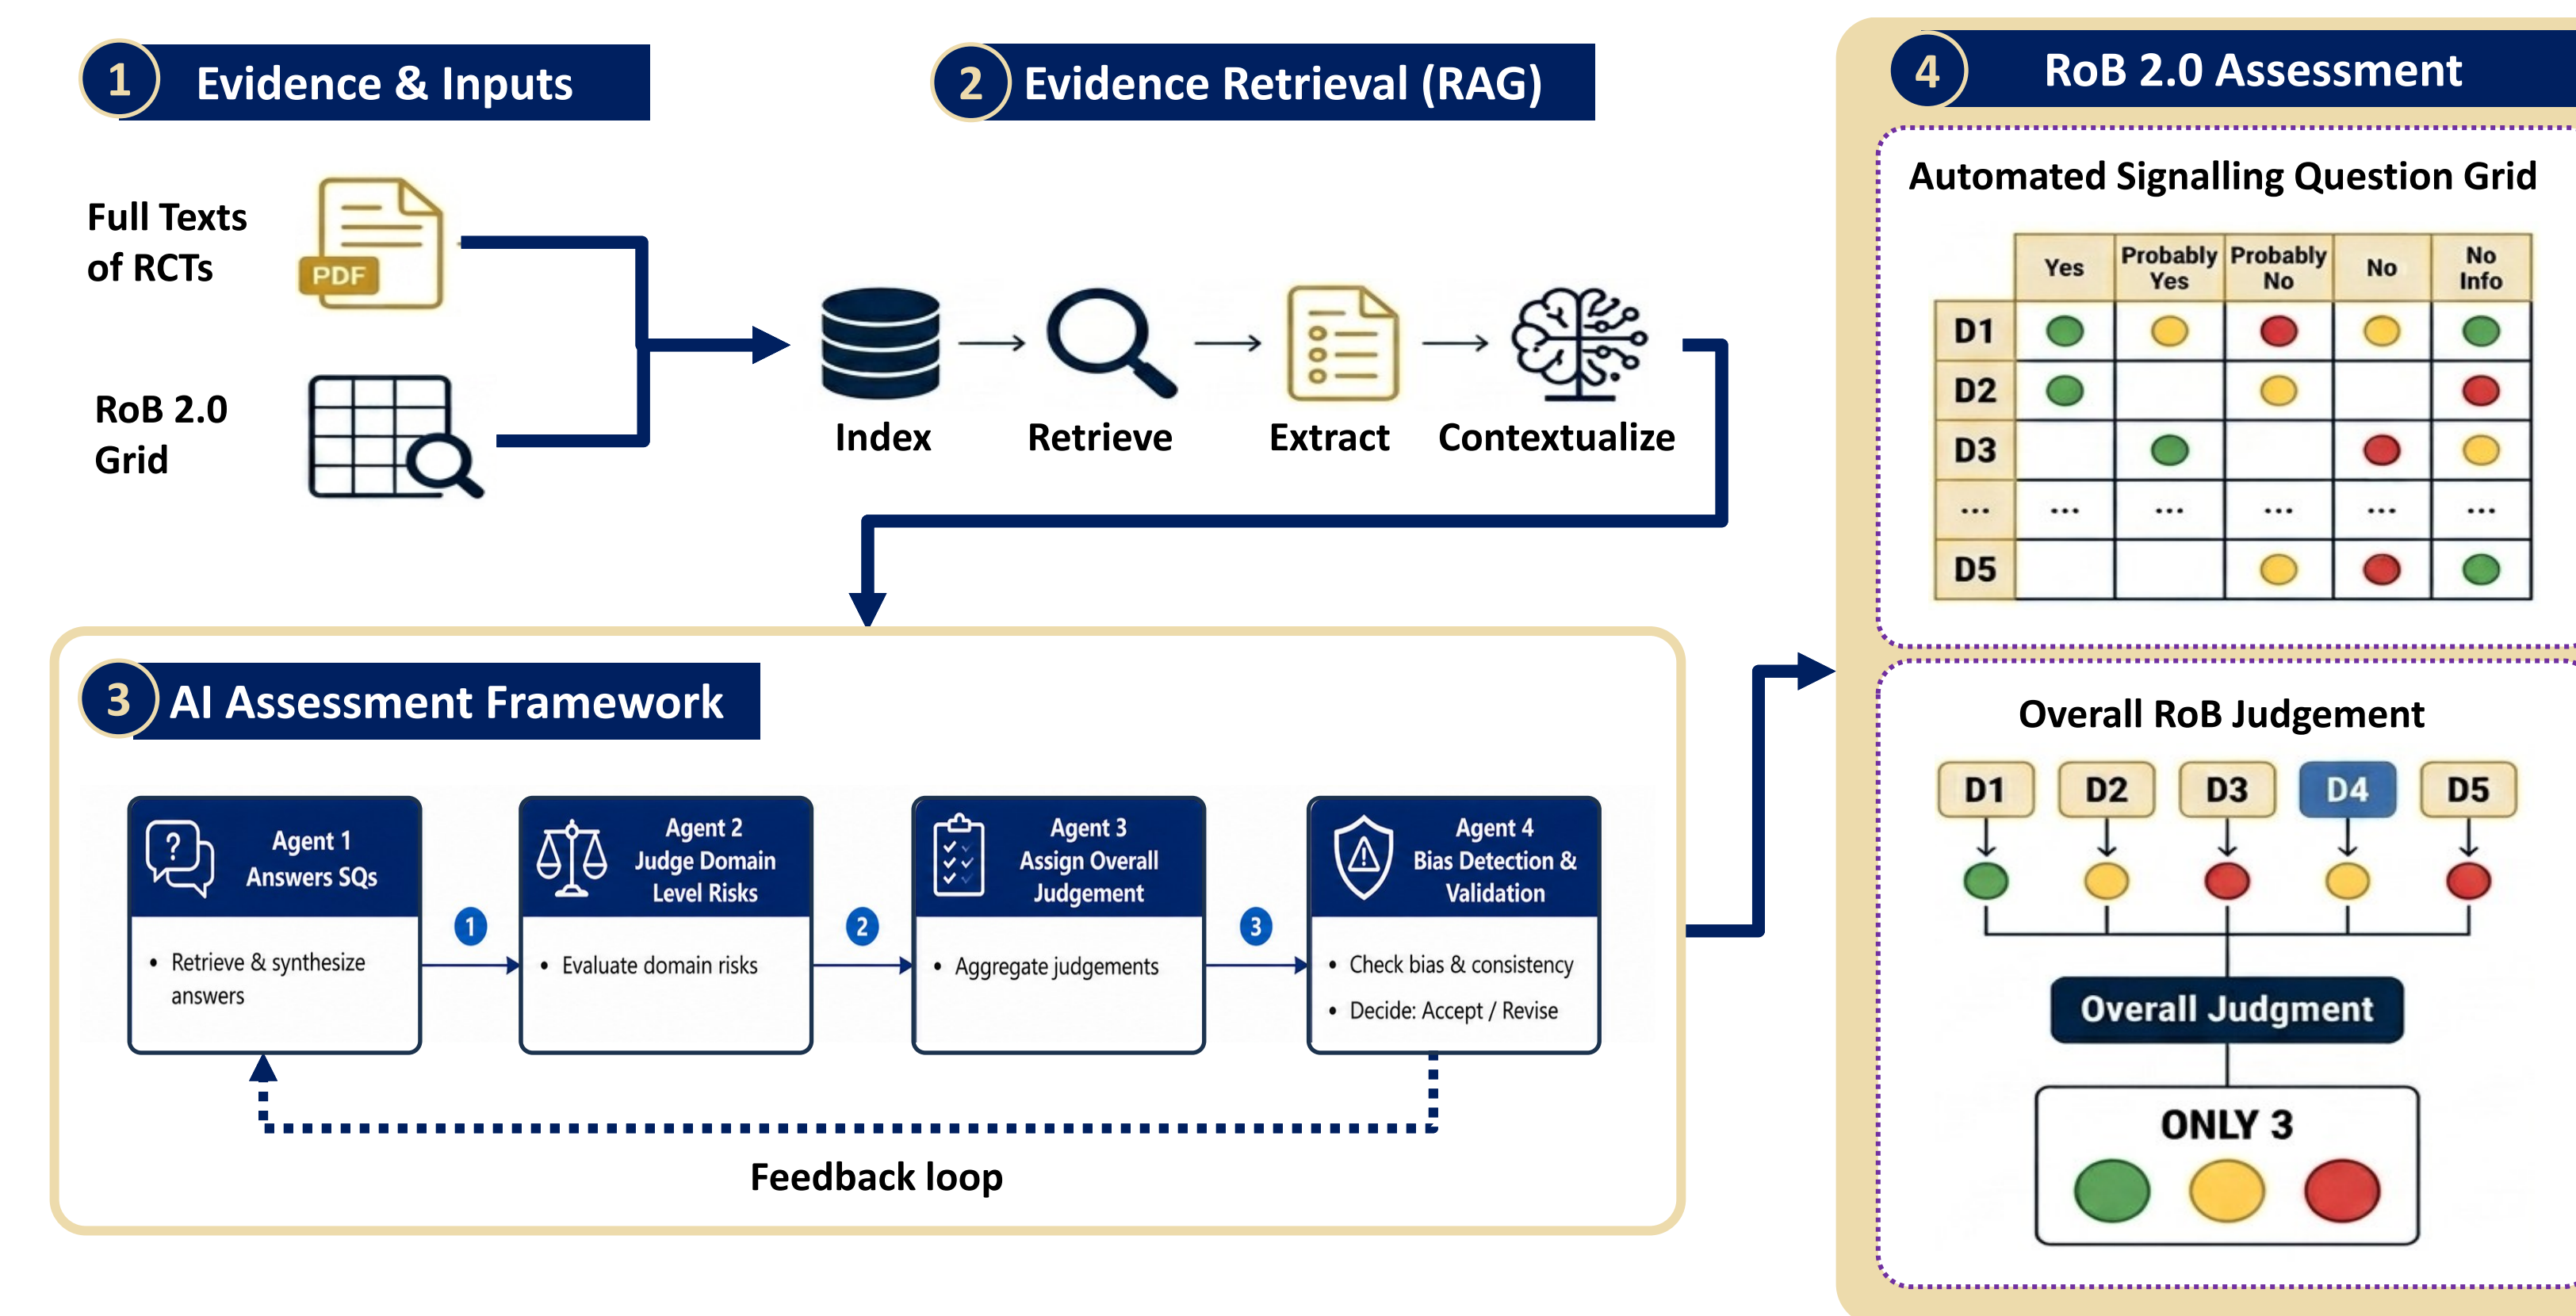 1 Evidence & Inputs
Full Texts
of RCTs
PDF
RoB 2.0
Grid
2 Evidence Retrieval (RAG)
Index
Retrieve
Extract
Contextualize
3 AI Assessment Framework
?
Agent 1
Answers SQs
• Retrieve & synthesize
answers
1
Agent 2
Judge Domain
Level Risks
• Evaluate domain risks
2
Agent 3
Assign Overall
Judgement
• Aggregate judgements
3
Agent 4
Bias Detection &
Validation
• Check bias & consistency
• Decide: Accept / Revise
Feedback loop
4 RoB 2.0 Assessment
Automated Signalling Question Grid
Yes Probably Yes Probably No No No Info
D1
D2
D3
... ... ... ... ... ...
D5
Overall RoB Judgement
D1 D2 D3 D4 D5
Overall Judgment
ONLY 3